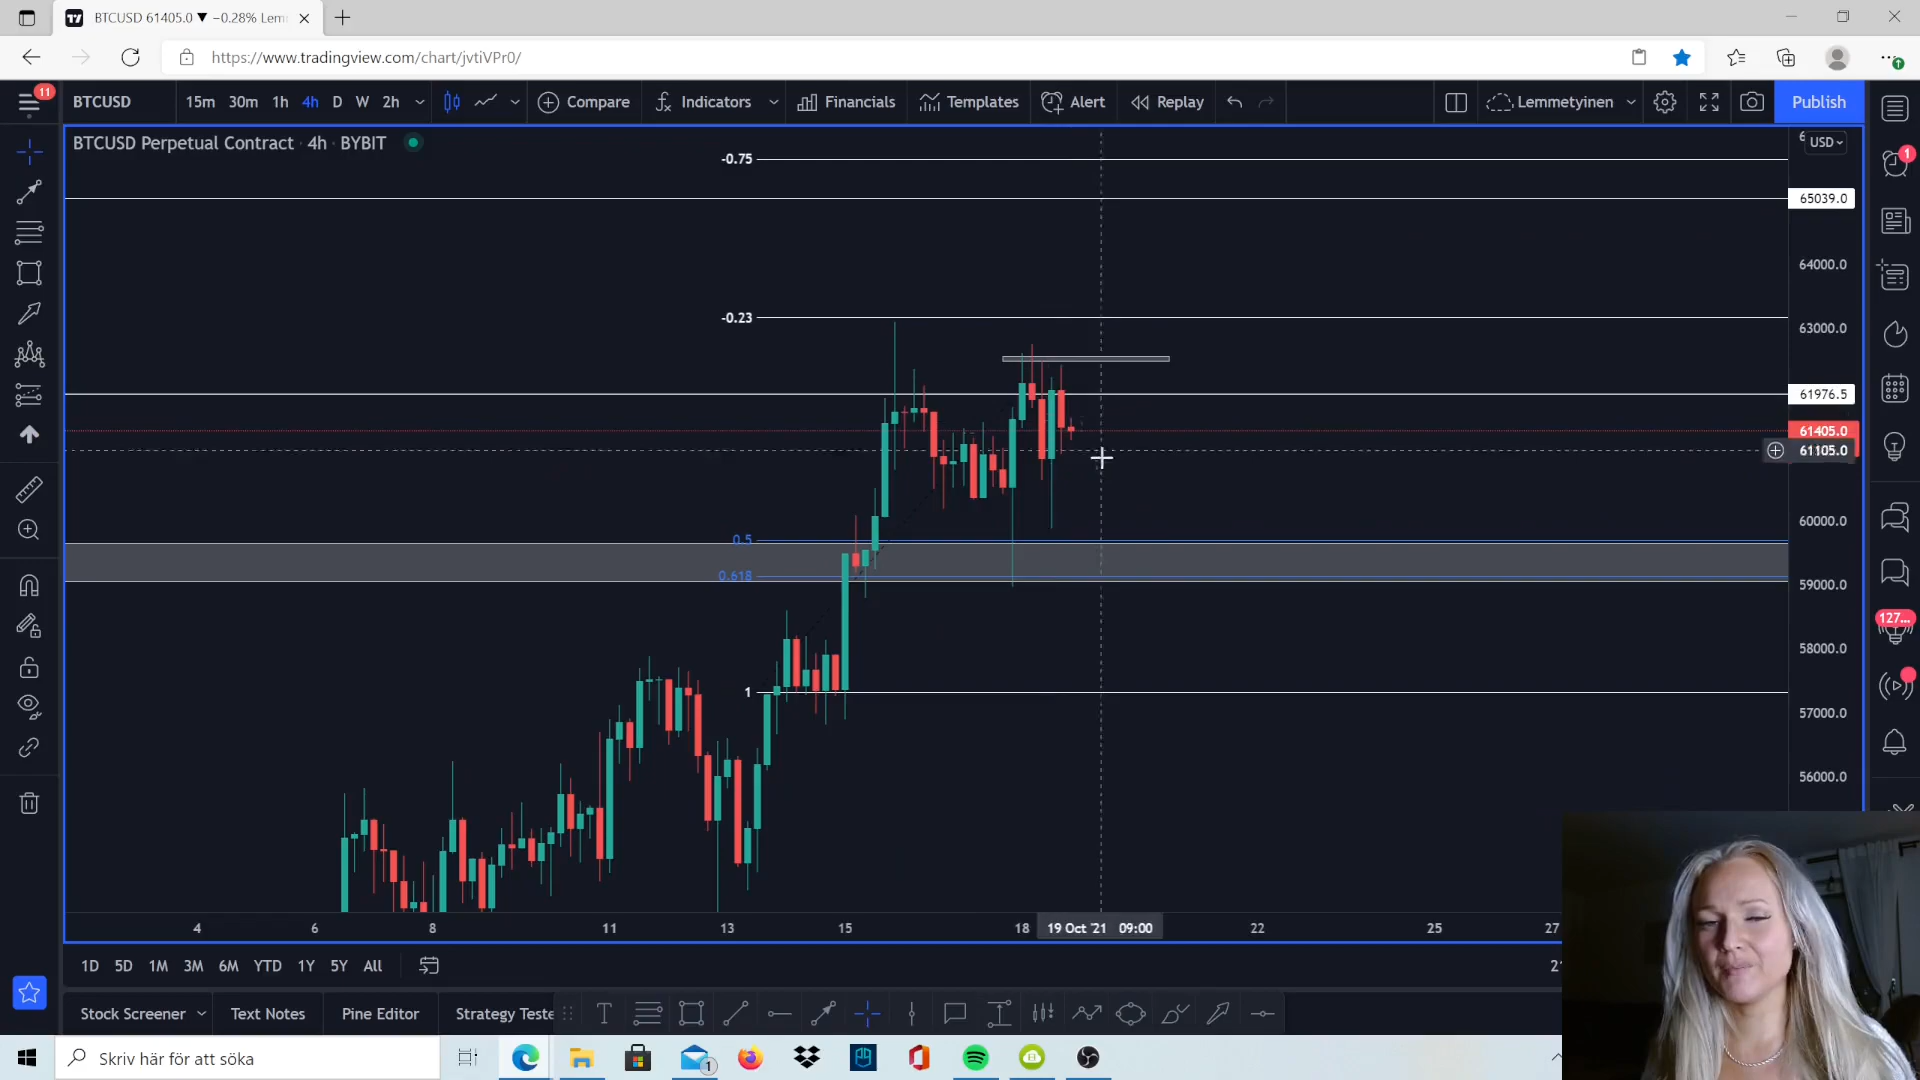 BTCUSD 61405.0 ▼ −0.28% Lem
https://www.tradingview.com/chart/jvtiVPr0/
11
BTCUSD
15m 30m 1h 4h D W 2h
Compare
Indicators
Financials
Templates
Alert
Replay
Lemmetyinen
Publish
BTCUSD Perpetual Contract · 4h · BYBIT
USD
1
-0.75
65039.0
64000.0
-0.23
63000.0
61976.5
61405.0
61105.0
60000.0
0.5
0.618
59000.0
127...
58000.0
1
57000.0
56000.0
4 6 8 11 13 15 18 19 Oct '21 09:00 22 25 27
1D 5D 1M 3M 6M YTD 1Y 5Y All
21
Stock Screener
Text Notes
Pine Editor
Strategy Teste
Skriv här för att söka
1